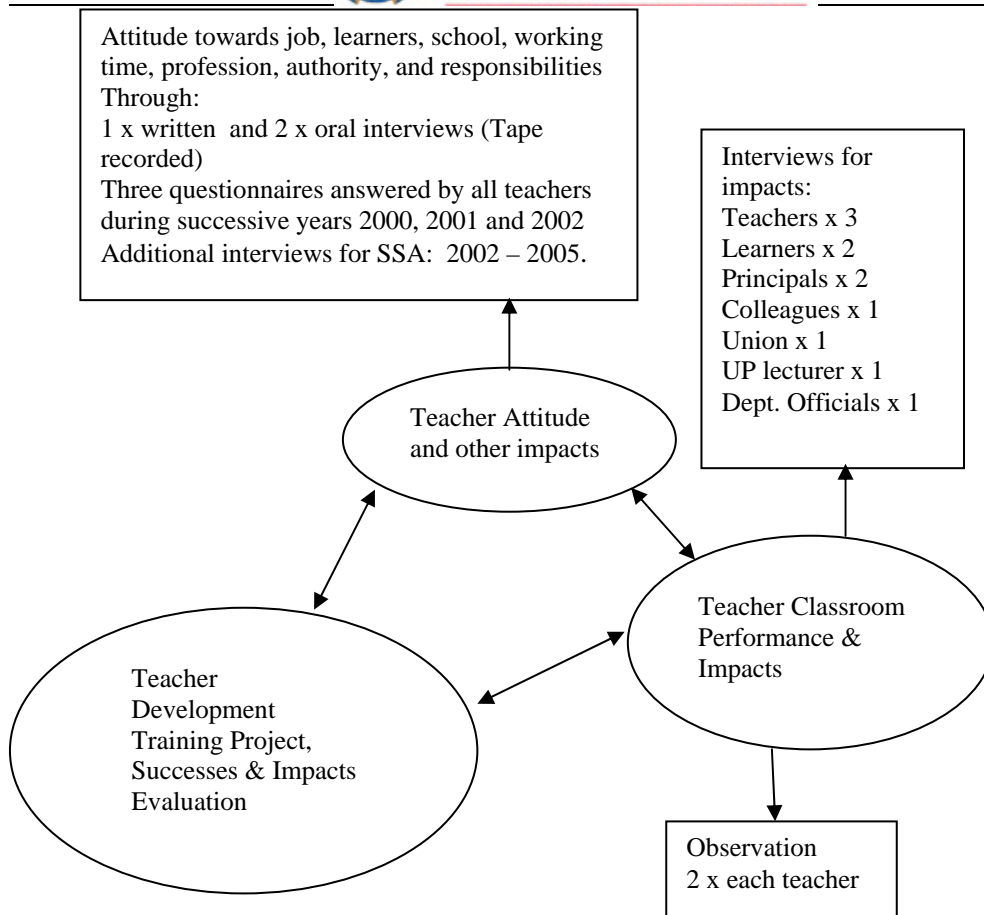 Attitude towards job, learners, school, working
time, profession, authority, and responsibilities
Through:
1 x written and 2 x oral interviews (Tape
recorded)
Three questionnaires answered by all teachers
during successive years 2000, 2001 and 2002
Additional interviews for SSA: 2002 – 2005.
Interviews for
impacts:
Teachers x 3
Learners x 2
Principals x 2
Colleagues x 1
Union x 1
UP lecturer x 1
Dept. Officials x 1
Teacher Attitude
and other impacts
Teacher Classroom
Performance &
Impacts
Teacher
Development
Training Project,
Successes & Impacts
Evaluation
Observation
2 x each teacher